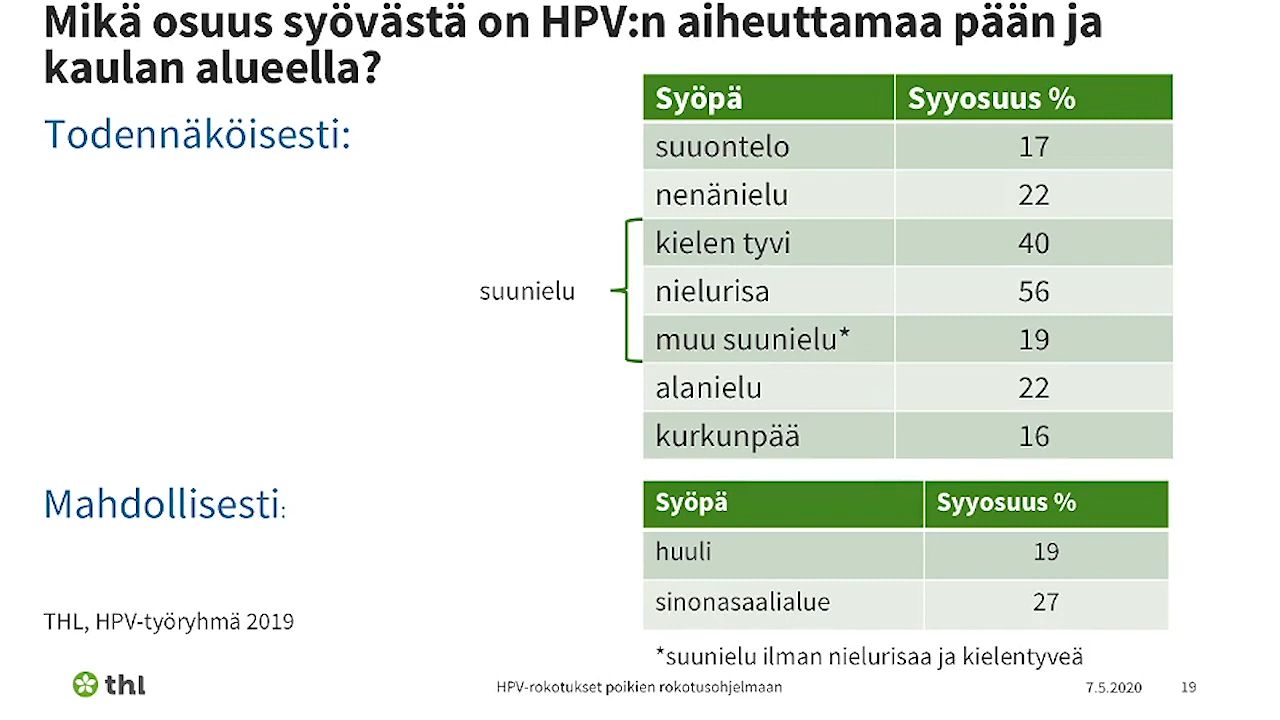 Mikä osuus syövästä on HPV:n aiheuttamaa pään ja
kaulan alueella?
Todennäköisesti:
Syöpä Syyosuus %
suuontelo 17
nenänielu 22
kielen tyvi 40
suunielu
nielurisa 56
muu suunielu* 19
alanielu 22
kurkunpää 16
Mahdollisesti:
Syöpä Syyosuus %
huuli 19
sinonasaalialue 27
THL, HPV-työryhmä 2019
*suunielu ilman nielurisaa ja kielentyveä
thl
HPV-rokotukset poikien rokotusohjelmaan
7.5.2020
19